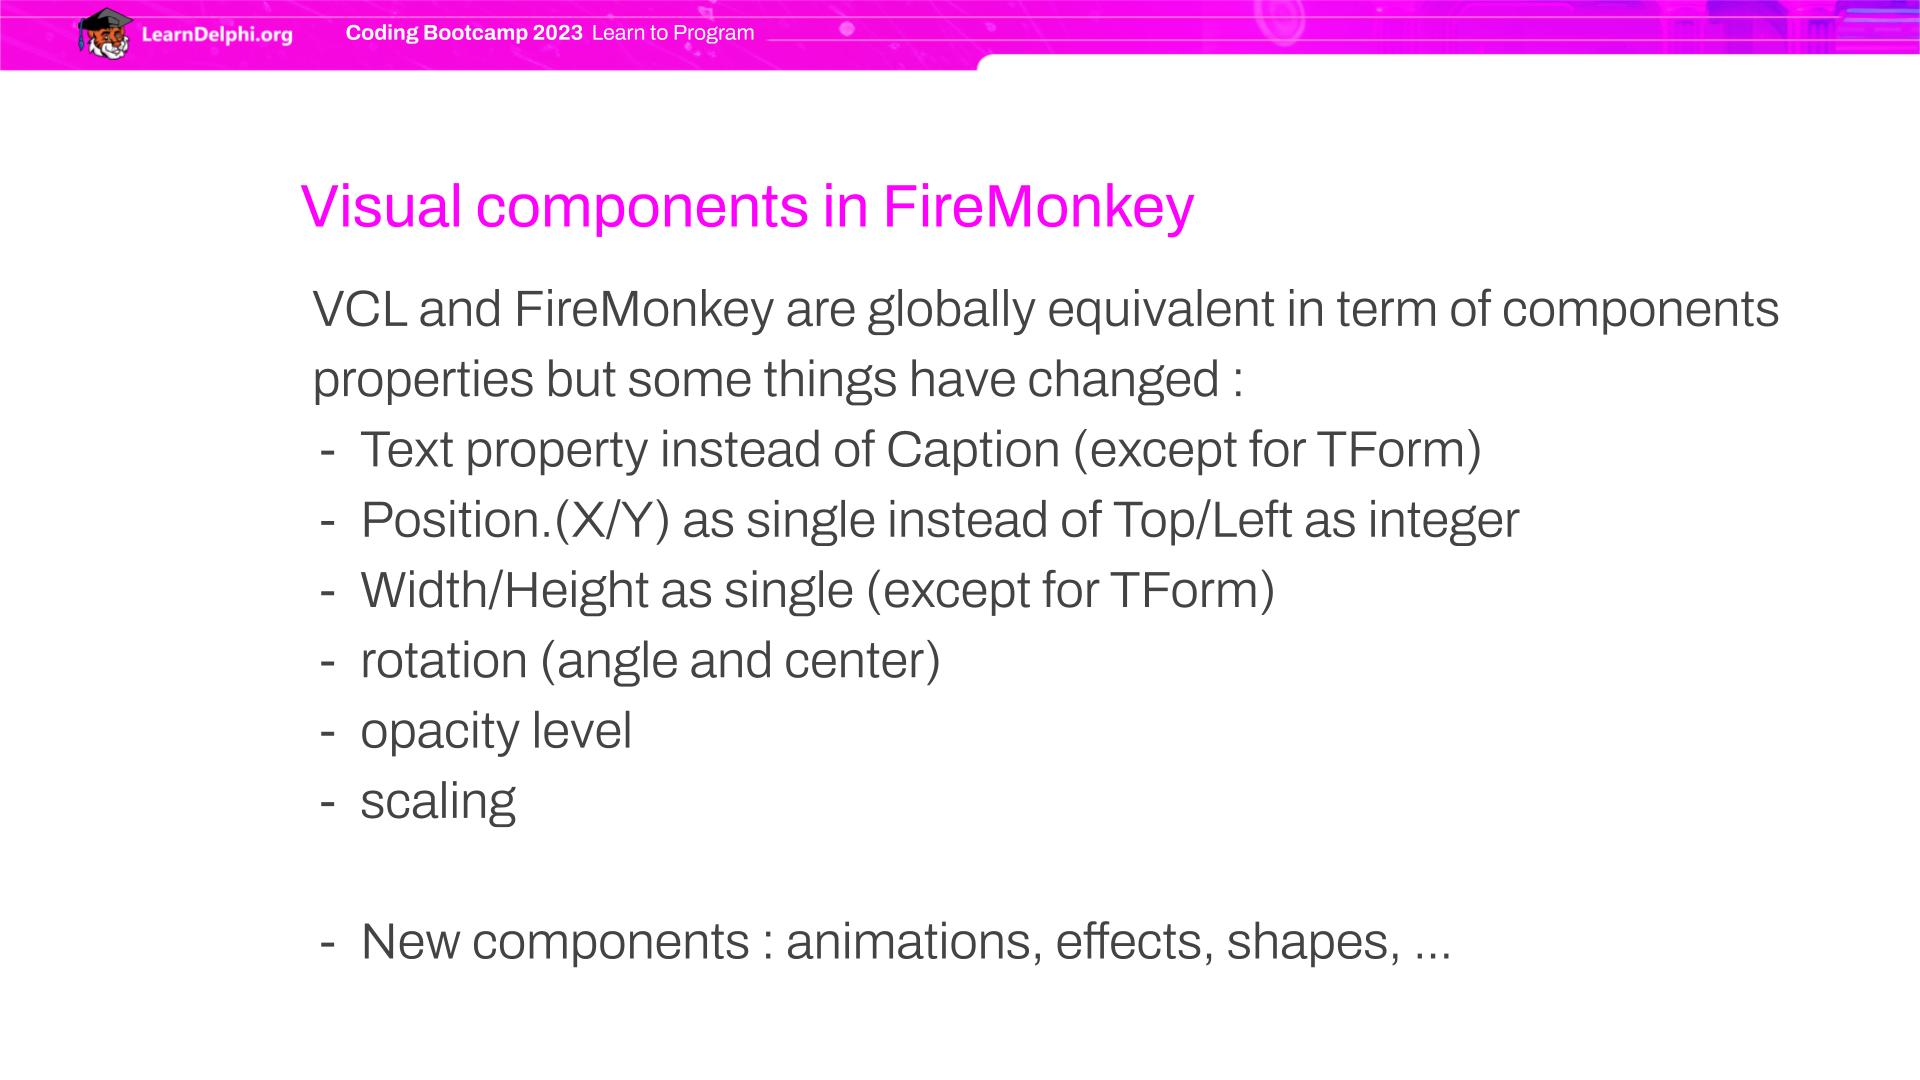 LearnDelphi.org
Coding Bootcamp 2023 Learn to Program
Visual components in FireMonkey
VCL and FireMonkey are globally equivalent in term of components
properties but some things have changed :
- Text property instead of Caption (except for TForm)
- Position.(X/Y) as single instead of Top/Left as integer
- Width/Height as single (except for TForm)
- rotation (angle and center)
- opacity level
- scaling
- New components : animations, effects, shapes, ...